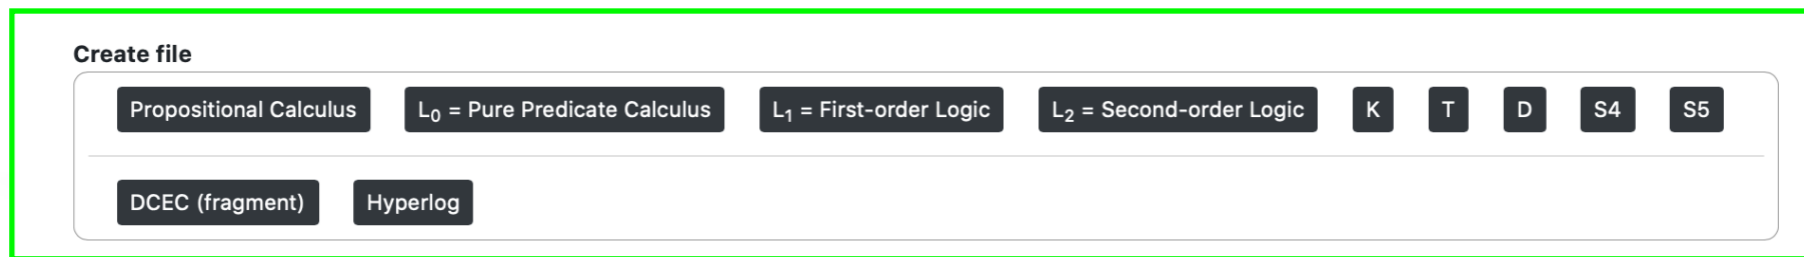 Create file
Propositional Calculus L₀ = Pure Predicate Calculus L₁ = First-order Logic L₂ = Second-order Logic K T D S4 S5
DCEC (fragment) Hyperlog